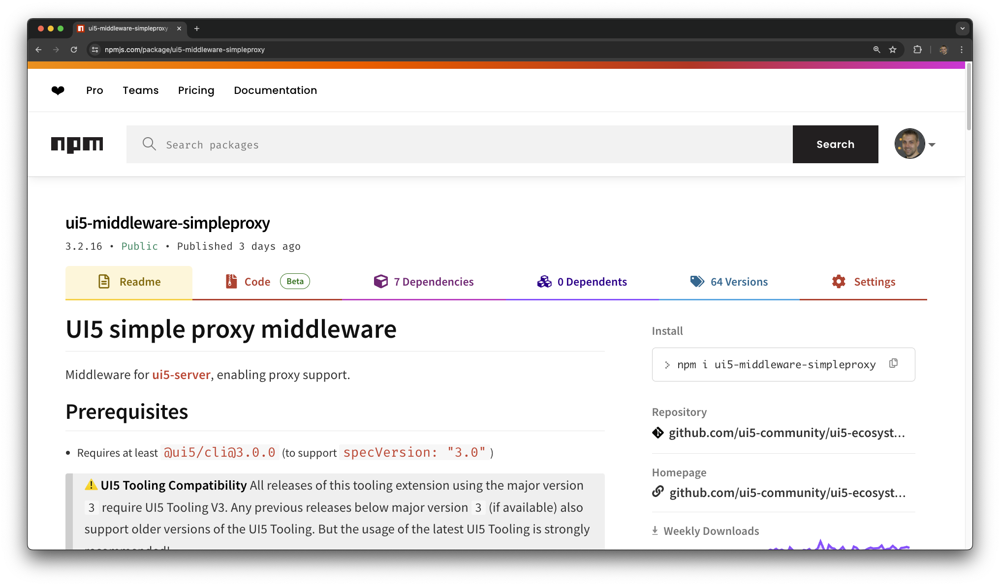 ui5-middleware-simpleproxy
npmjs.com/package/ui5-middleware-simpleproxy
Pro Teams Pricing Documentation
npm Search packages Search
ui5-middleware-simpleproxy
3.2.16 • Public • Published 3 days ago
Readme Code Beta 7 Dependencies 0 Dependents 64 Versions Settings
UI5 simple proxy middleware
Middleware for ui5-server, enabling proxy support.
Prerequisites
• Requires at least @ui5/cli@3.0.0 (to support specVersion: "3.0" )
⚠️ UI5 Tooling Compatibility All releases of this tooling extension using the major version
3 require UI5 Tooling V3. Any previous releases below major version 3 (if available) also
support older versions of the UI5 Tooling. But the usage of the latest UI5 Tooling is strongly
recommended!
Install
> npm i ui5-middleware-simpleproxy
Repository
github.com/ui5-community/ui5-ecosyst...
Homepage
github.com/ui5-community/ui5-ecosyst...
Weekly Downloads